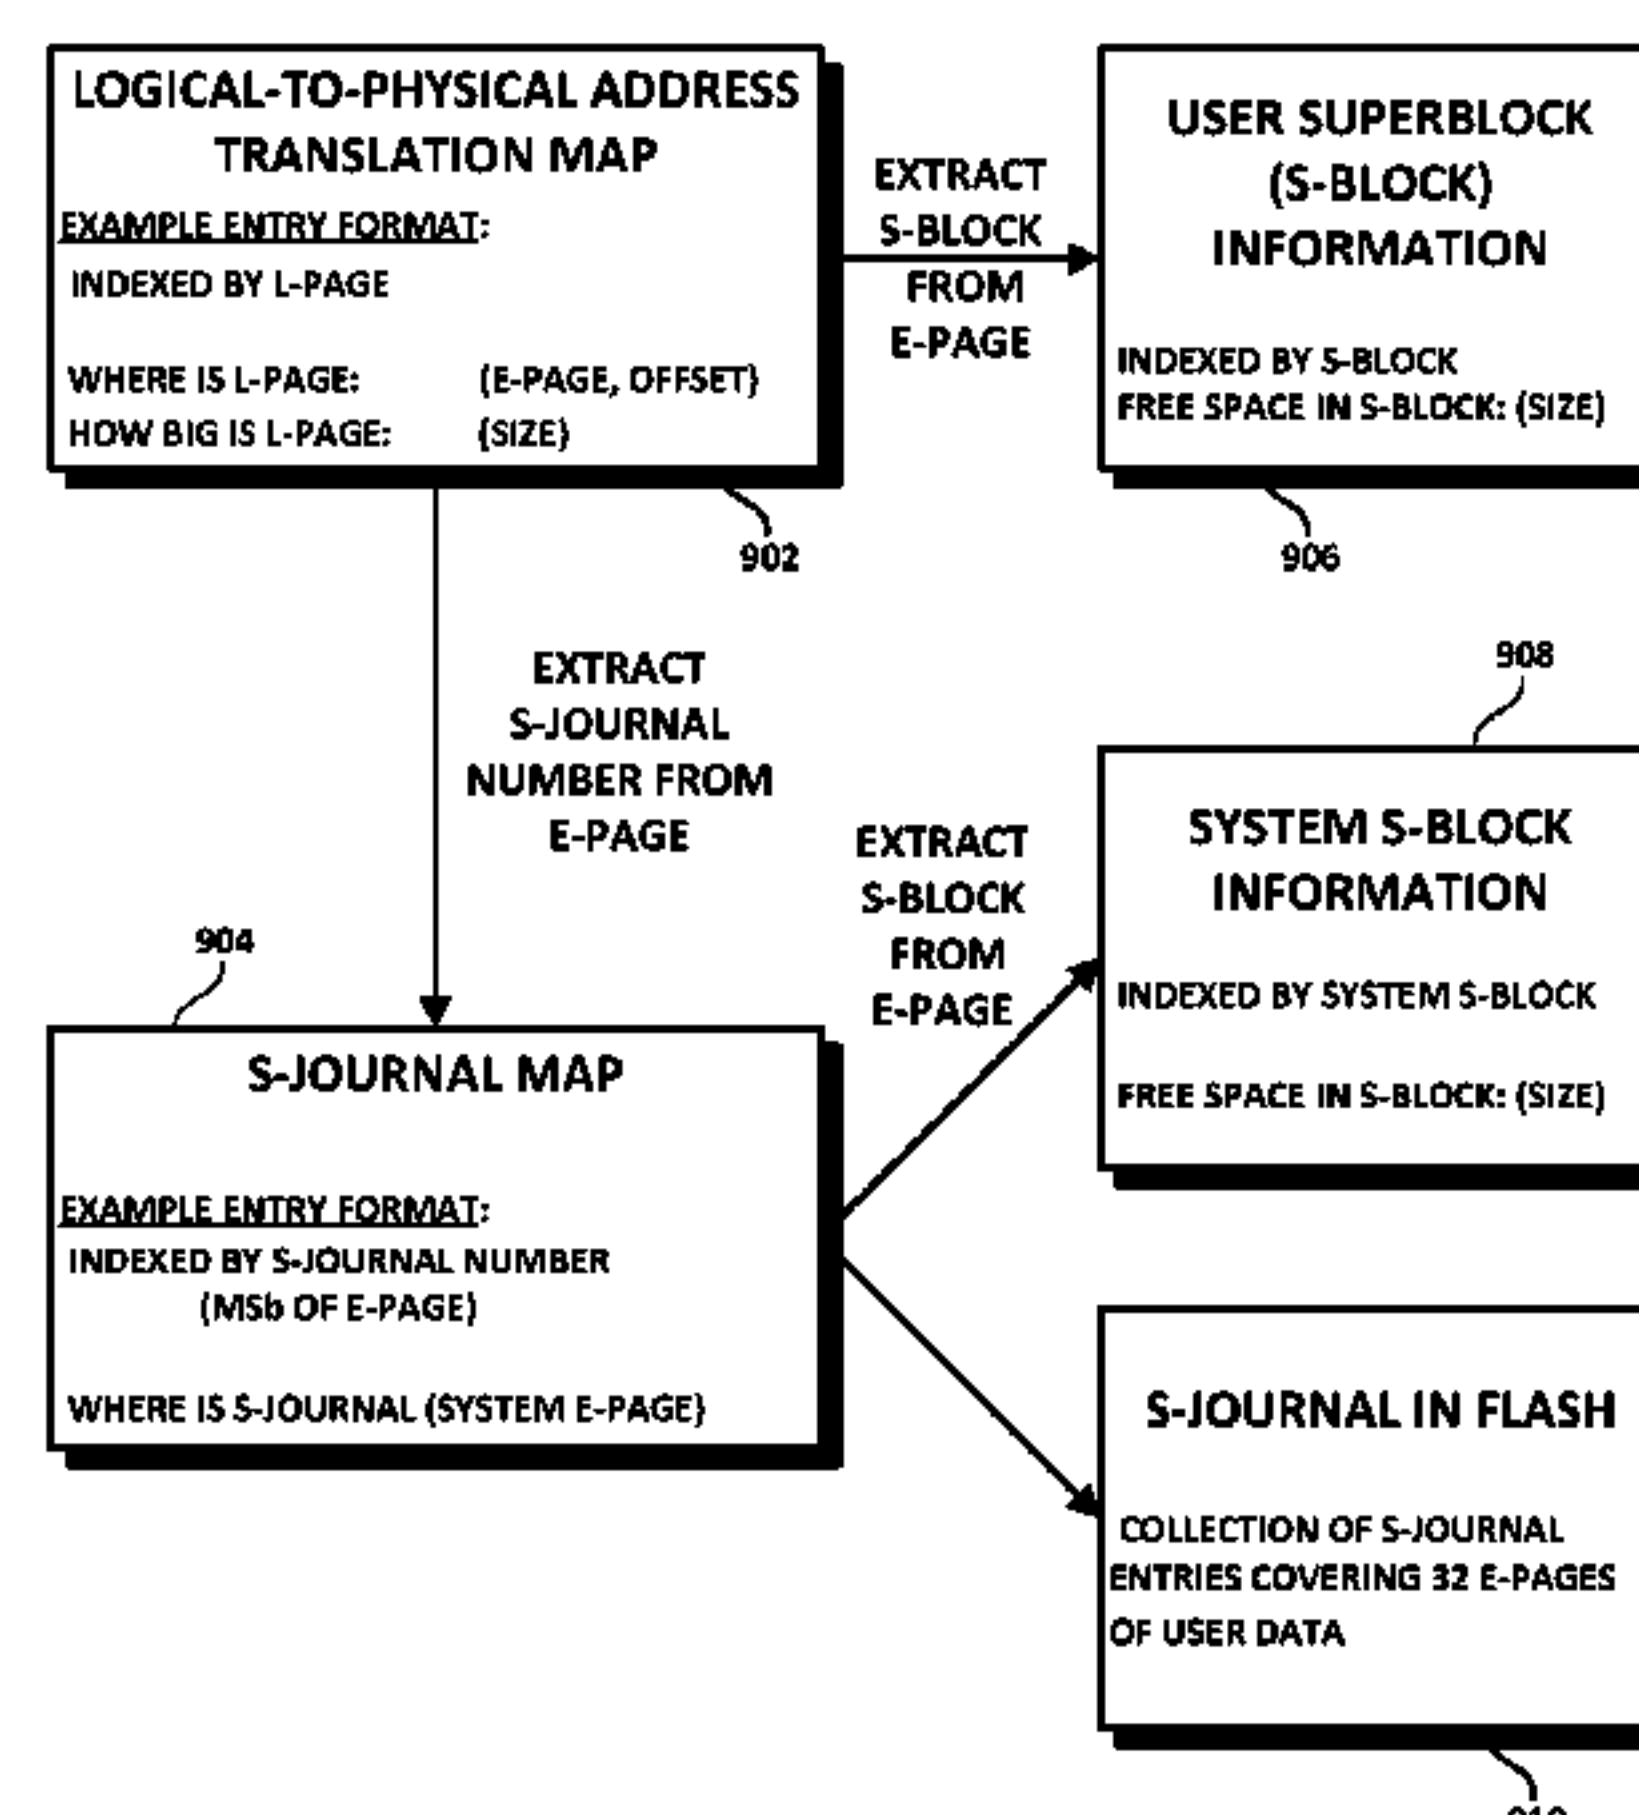 LOGICAL-TO-PHYSICAL ADDRESS
TRANSLATION MAP
EXAMPLE ENTRY FORMAT:
INDEXED BY L-PAGE
WHERE IS L-PAGE: (E-PAGE, OFFSET)
HOW BIG IS L-PAGE: (SIZE)
902
EXTRACT
S-BLOCK
FROM
E-PAGE
USER SUPERBLOCK
(S-BLOCK)
INFORMATION
INDEXED BY S-BLOCK
FREE SPACE IN S-BLOCK: (SIZE)
906
EXTRACT
S-JOURNAL
NUMBER FROM
E-PAGE
904
S-JOURNAL MAP
EXAMPLE ENTRY FORMAT:
INDEXED BY S-JOURNAL NUMBER
(MSb OF E-PAGE)
WHERE IS S-JOURNAL (SYSTEM E-PAGE)
EXTRACT
S-BLOCK
FROM
E-PAGE
908
SYSTEM S-BLOCK
INFORMATION
INDEXED BY SYSTEM S-BLOCK
FREE SPACE IN S-BLOCK: (SIZE)
S-JOURNAL IN FLASH
COLLECTION OF S-JOURNAL
ENTRIES COVERING 32 E-PAGES
OF USER DATA